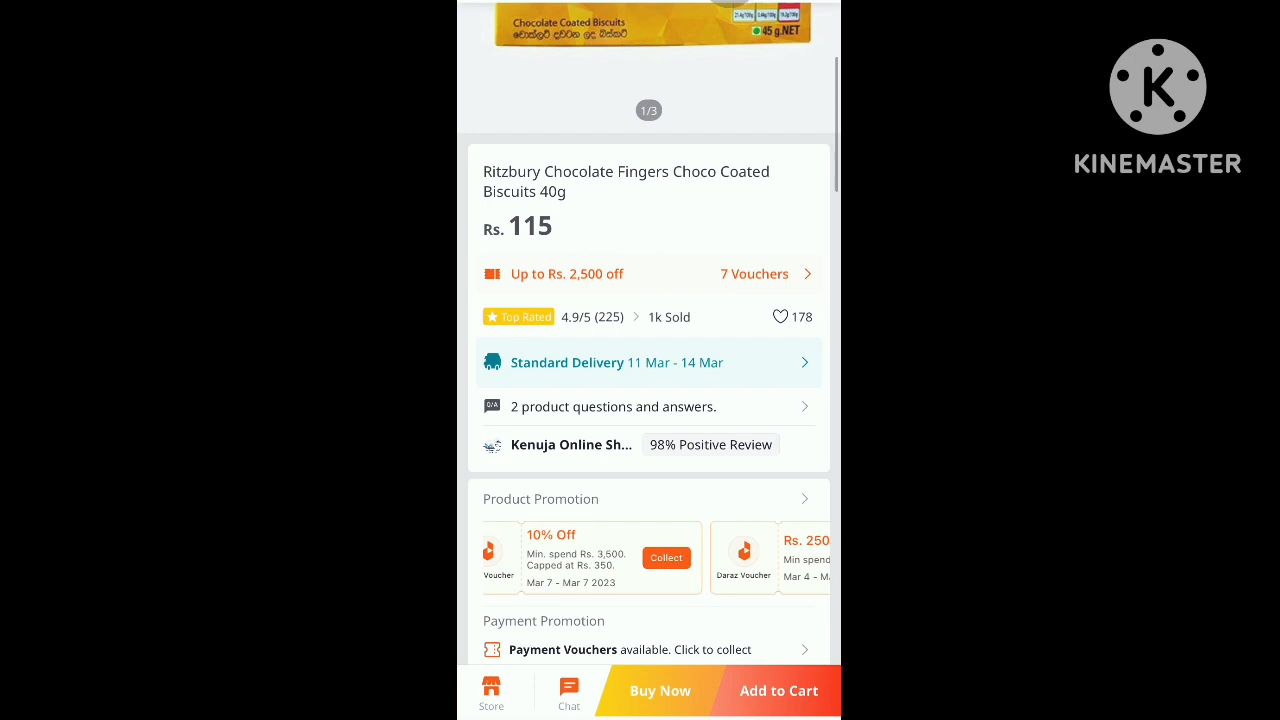 Chocolate Coated Biscuits
චොක්ලට් දවටන ලද බිස්කට්
45 g.NET
1/3
KINEMASTER
Ritzbury Chocolate Fingers Choco Coated
Biscuits 40g
Rs. 115
Up to Rs. 2,500 off 7 Vouchers
Top Rated 4.9/5 (225) 1k Sold 178
Standard Delivery 11 Mar - 14 Mar
2 product questions and answers.
Kenuja Online Sh... 98% Positive Review
Product Promotion
10% Off
Min. spend Rs. 3,500.
Capped at Rs. 350.
Collect
Voucher
Mar 7 - Mar 7 2023
Rs. 250
Min spend
Daraz Voucher
Mar 4 - M
Payment Promotion
Payment Vouchers available. Click to collect
Store
Chat
Buy Now
Add to Cart